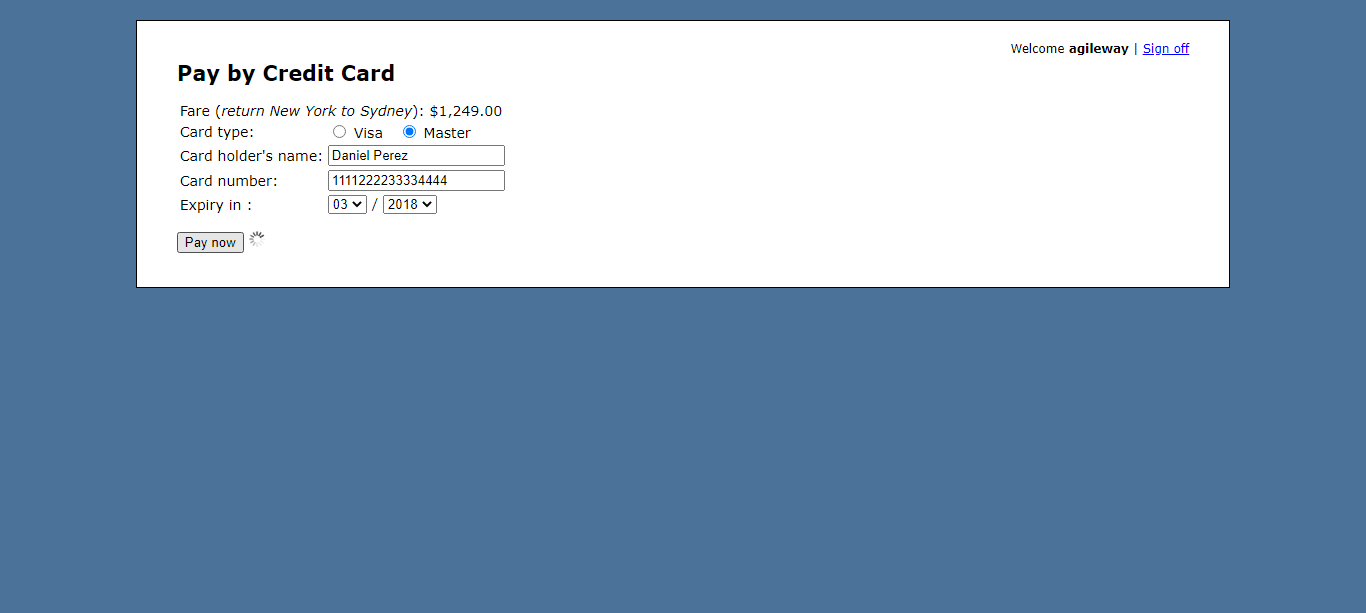 Welcome agileway | Sign off
Pay by Credit Card
Fare (return New York to Sydney): $1,249.00
Card type: Visa Master
Card holder's name: Daniel Perez
Card number: 1111222233334444
Expiry in : 03 / 2018
Pay now